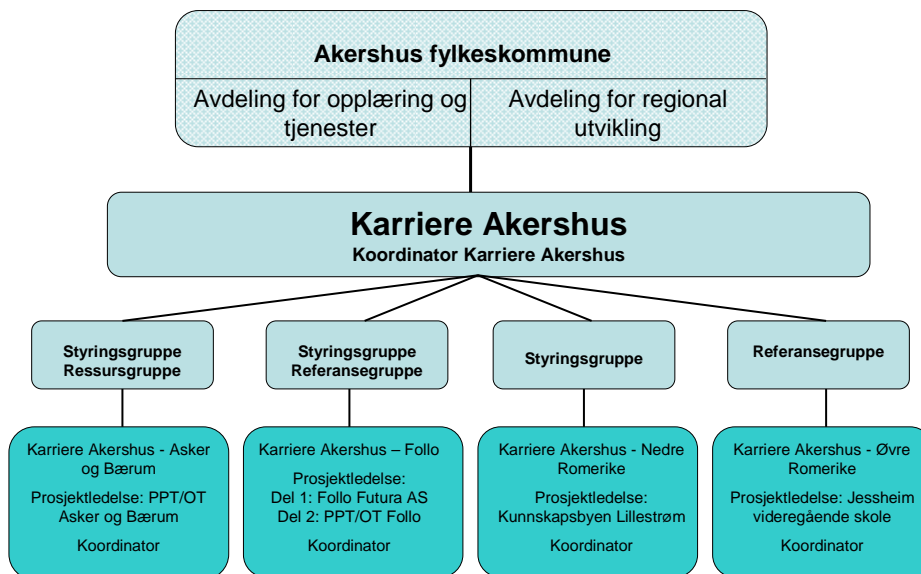 Akershus fylkeskommune
Avdeling for opplæring og
tjenester
Avdeling for regional
utvikling
Karriere Akershus
Koordinator Karriere Akershus
Styringsgruppe
Ressursgruppe
Styringsgruppe
Referansegruppe
Styringsgruppe
Referansegruppe
Karriere Akershus - Asker
og Bærum
Prosjektledelse: PPT/OT
Asker og Bærum
Koordinator
Karriere Akershus – Follo
Prosjektledelse:
Del 1: Follo Futura AS
Del 2: PPT/OT Follo
Koordinator
Karriere Akershus - Nedre
Romerike
Prosjektledelse:
Kunnskapsbyen Lillestrøm
Koordinator
Karriere Akershus - Øvre
Romerike
Prosjektledelse: Jessheim
videregående skole
Koordinator